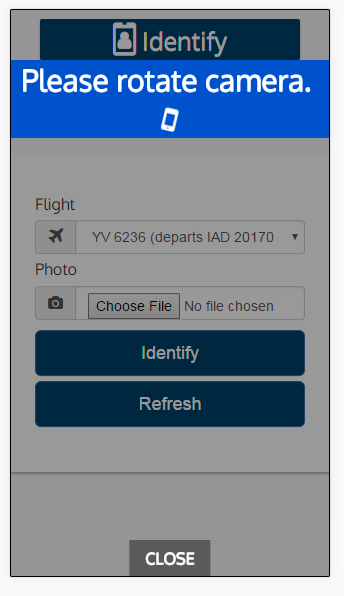 Identify
Please rotate camera.
Flight
YV 6236 (departs IAD 20170
Photo
Choose File No file chosen
Identify
Refresh
CLOSE